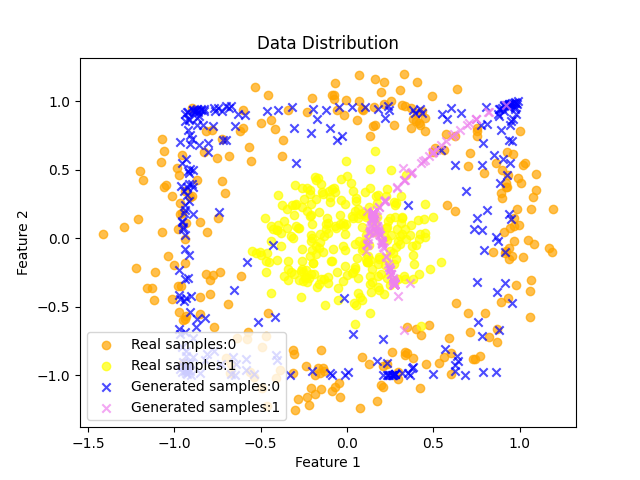 Data Distribution
Feature 2
1.0
0.5
0.0
−0.5
−1.0
Real samples:0
Real samples:1
Generated samples:0
Generated samples:1
−1.5 −1.0 −0.5 0.0 0.5 1.0
Feature 1